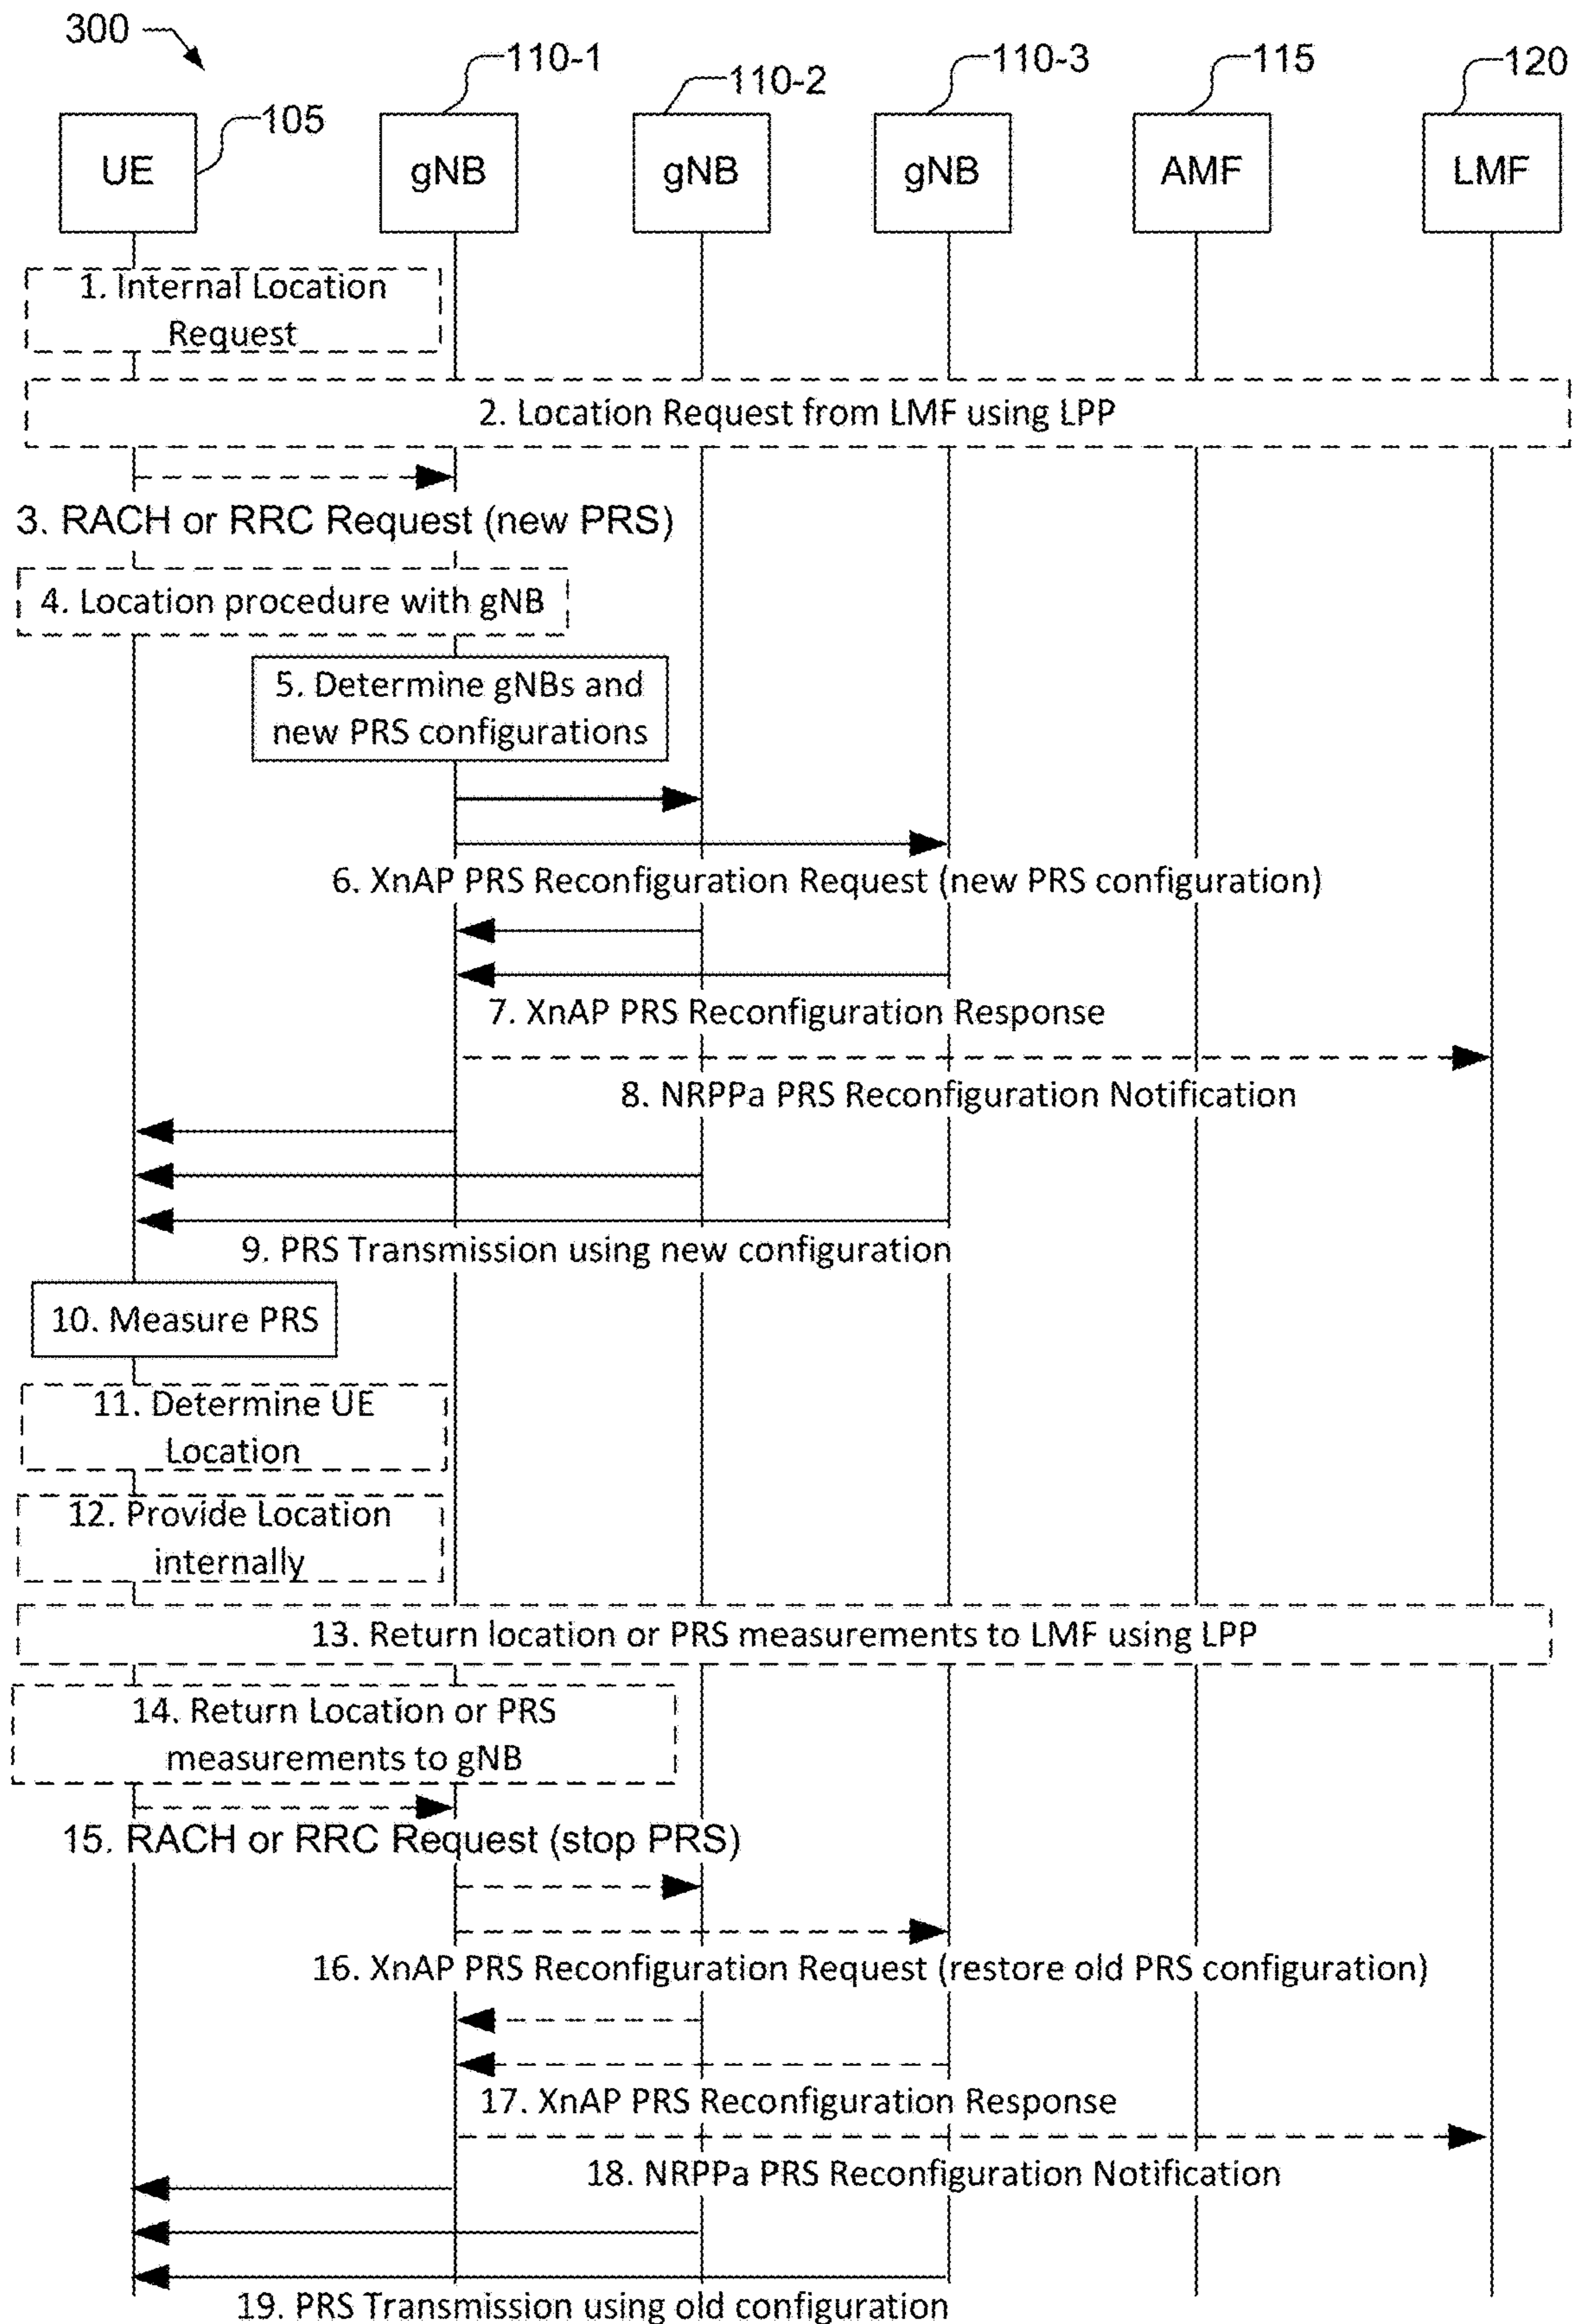 300
110-1
110-2
110-3
115
120
105
UE
gNB
gNB
gNB
AMF
LMF
1. Internal Location
Request
2. Location Request from LMF using LPP
3. RACH or RRC Request (new PRS)
4. Location procedure with gNB
5. Determine gNBs and
new PRS configurations
6. XnAP PRS Reconfiguration Request (new PRS configuration)
7. XnAP PRS Reconfiguration Response
8. NRPPa PRS Reconfiguration Notification
9. PRS Transmission using new configuration
10. Measure PRS
11. Determine UE
Location
12. Provide Location
internally
13. Return location or PRS measurements to LMF using LPP
14. Return Location or PRS
measurements to gNB
15. RACH or RRC Request (stop PRS)
16. XnAP PRS Reconfiguration Request (restore old PRS configuration)
17. XnAP PRS Reconfiguration Response
18. NRPPa PRS Reconfiguration Notification
19. PRS Transmission using old configuration